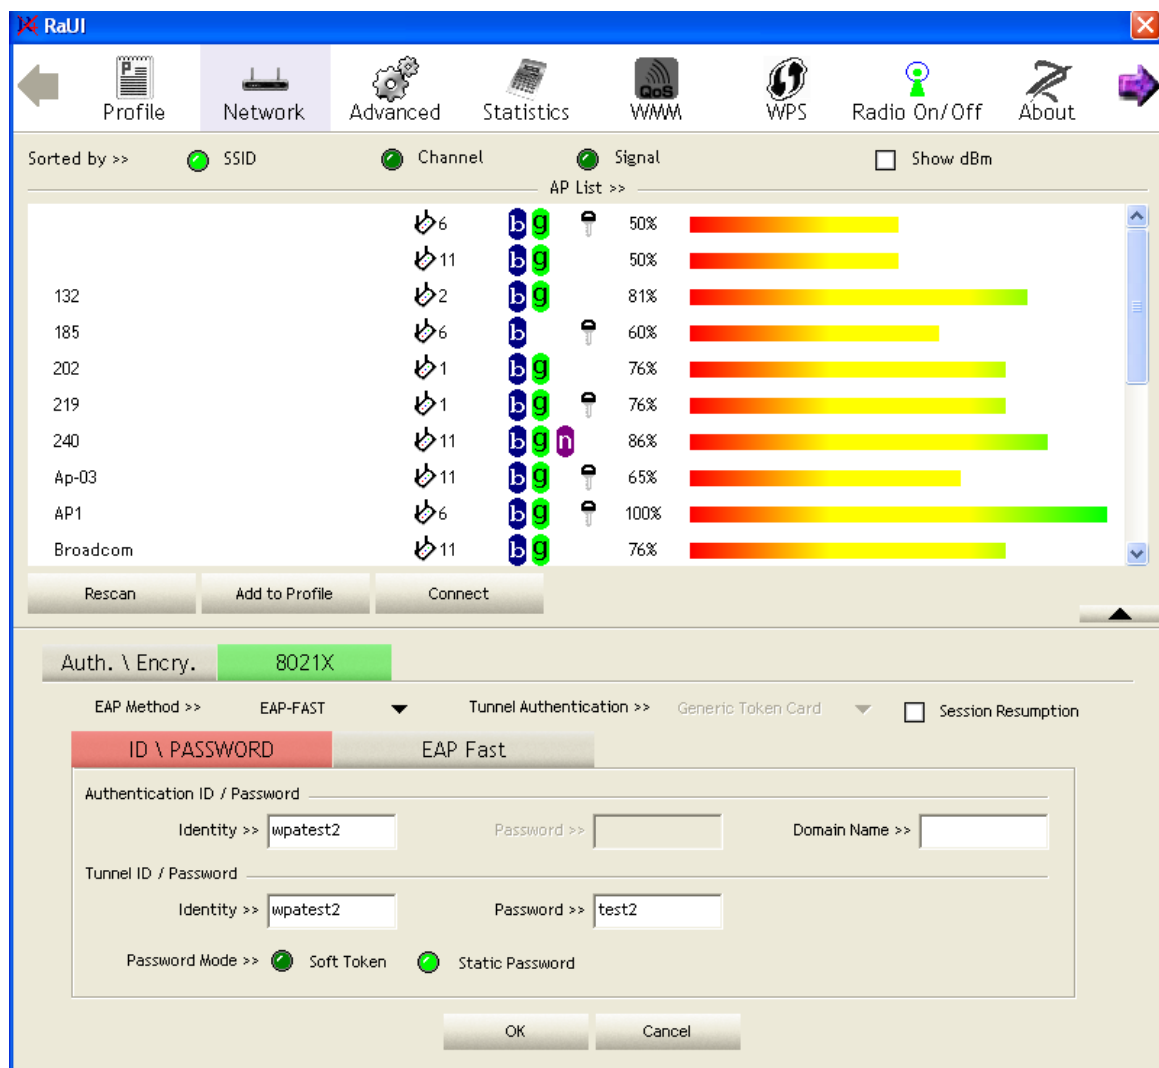 RaUI
Profile Network Advanced Statistics QoS WMM WPS Radio On/Off About
Sorted by >> SSID Channel Signal Show dBm
AP List >>
6 b g 50%
11 b g 50%
132 2 b g 81%
185 6 b 60%
202 1 b g 76%
219 1 b g 76%
240 11 b g n 86%
Ap-03 11 b g 65%
AP1 6 b g 100%
Broadcom 11 b g 76%
Rescan Add to Profile Connect
Auth. \ Encry. 8021X
EAP Method >> EAP-FAST Tunnel Authentication >> Generic Token Card Session Resumption
ID \ PASSWORD EAP Fast
Authentication ID / Password
Identity >> wpatest2 Password >> Domain Name >>
Tunnel ID / Password
Identity >> wpatest2 Password >> test2
Password Mode >> Soft Token Static Password
OK Cancel